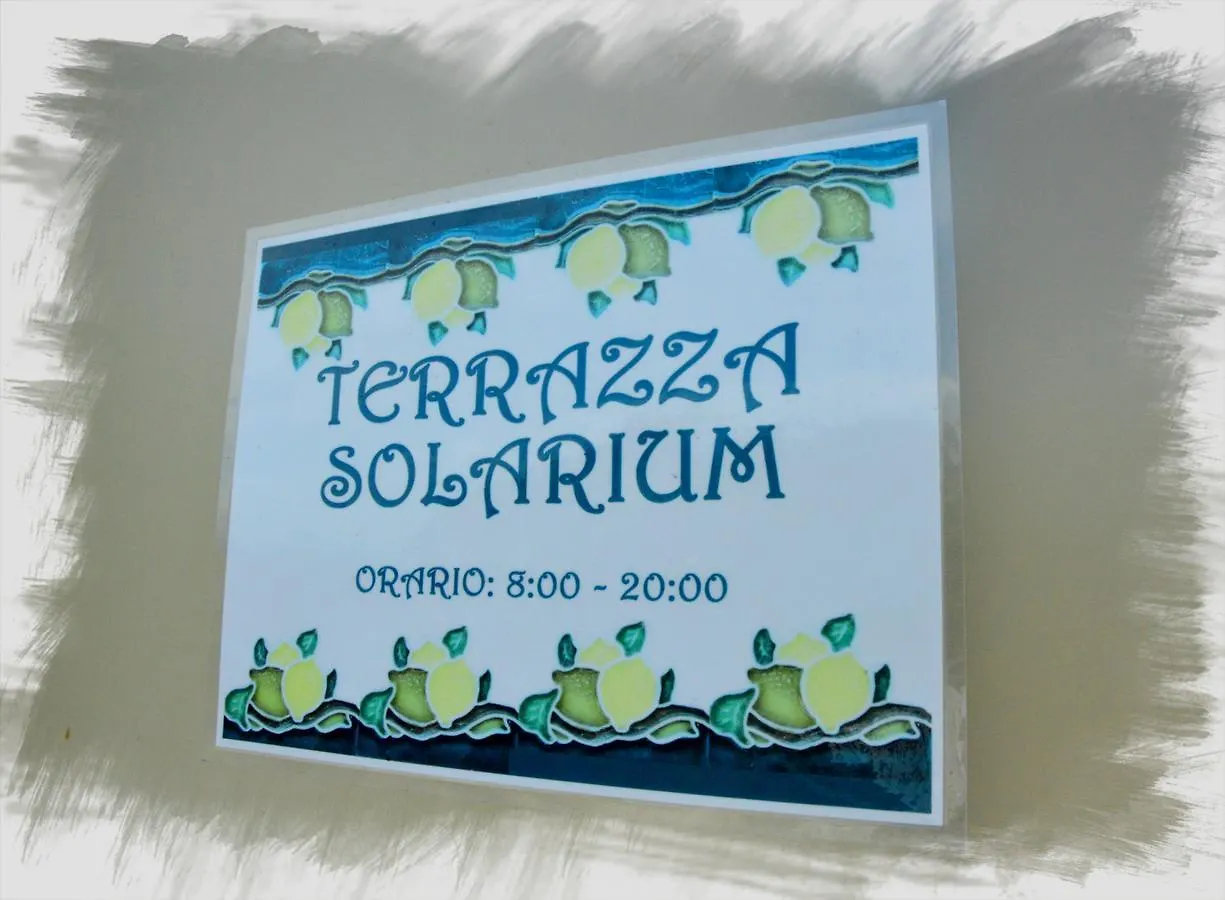 TERRAZZA
SOLARIUM
ORARIO: 8:00 - 20:00